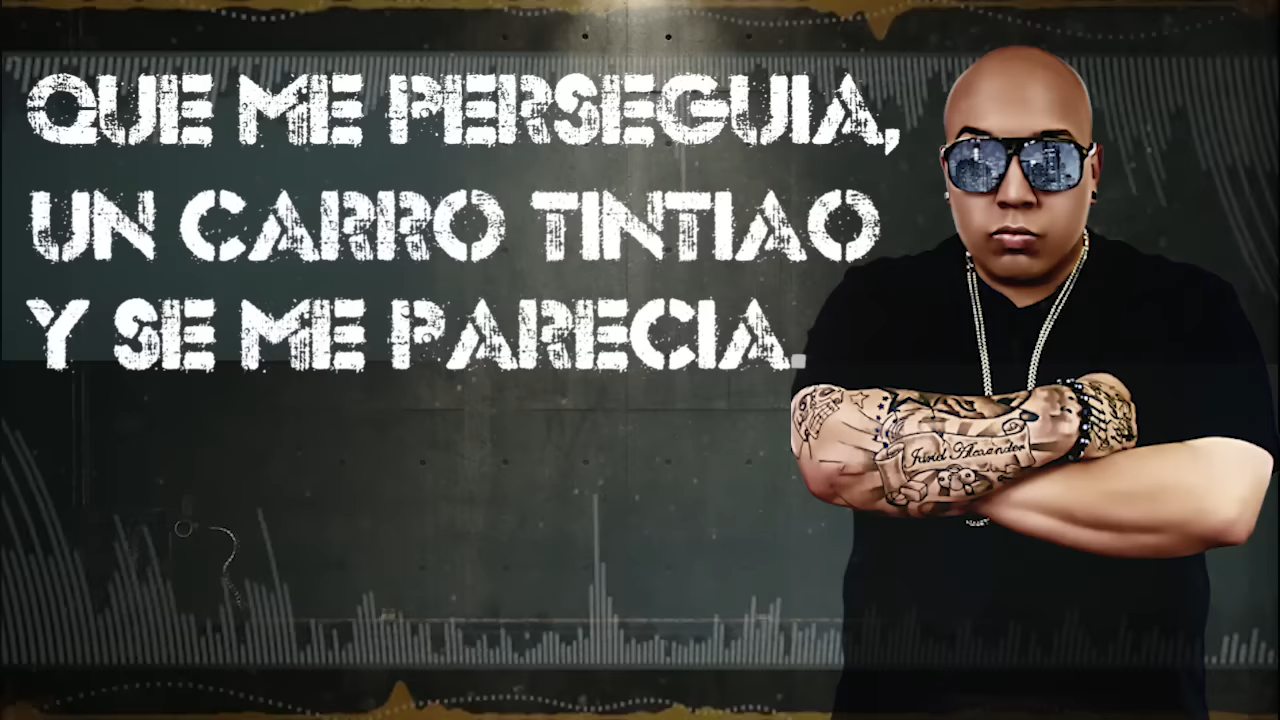 QUE ME PERSEGUIA,
UN CARRO TINTIAO
Y SE ME PARECIA.